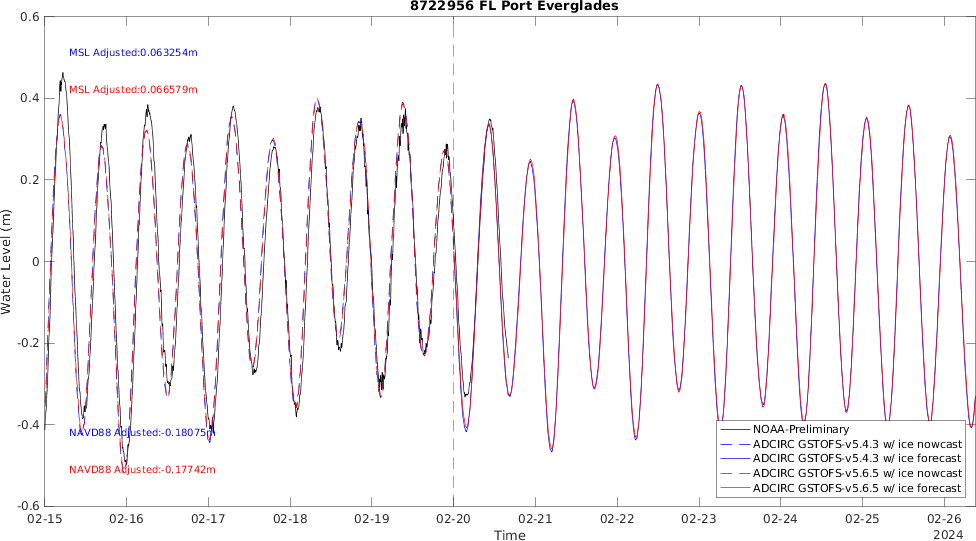 8722956 FL Port Everglades
0.6
MSL Adjusted:0.063254m
MSL Adjusted:0.066579m
0.4
0.2
Water Level (m)
0
-0.2
-0.4
NAVD88 Adjusted:-0.18075m
NAVD88 Adjusted:-0.17742m
-0.6
NOAA-Preliminary
ADCIRC GSTOFS-v5.4.3 w/ ice nowcast
ADCIRC GSTOFS-v5.4.3 w/ ice forecast
ADCIRC GSTOFS-v5.6.5 w/ ice nowcast
ADCIRC GSTOFS-v5.6.5 w/ ice forecast
02-15 02-16 02-17 02-18 02-19 02-20 02-21 02-22 02-23 02-24 02-25 02-26
Time
2024